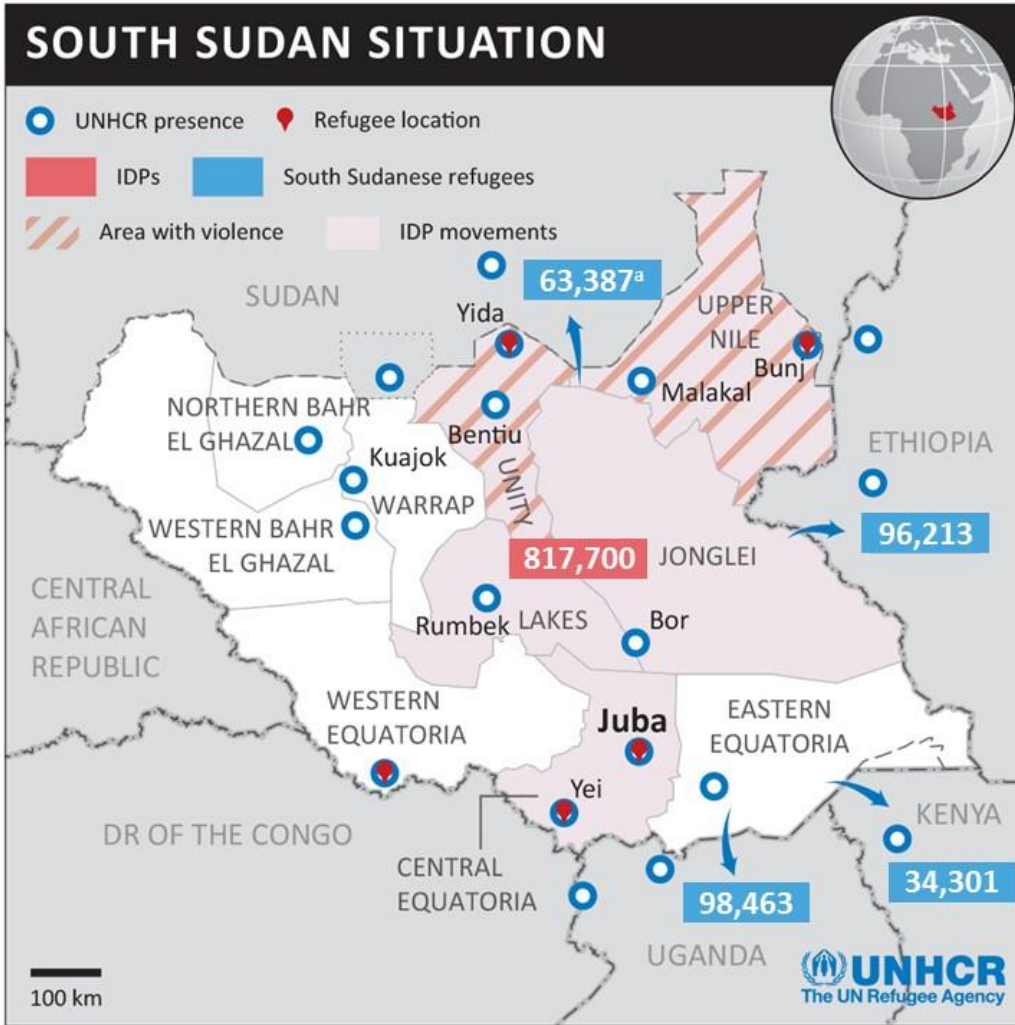 SOUTH SUDAN SITUATION
UNHCR presence
Refugee location
IDPs
South Sudanese refugees
Area with violence
IDP movements
SUDAN
63,387ª
Yida
UPPER
NILE
Bunj
Malakal
NORTHERN BAHR
EL GHAZAL
Bentiu
ETHIOPIA
Kuajok
UNITY
WARRAP
WESTERN BAHR
EL GHAZAL
96,213
817,700
JONGLEI
CENTRAL
AFRICAN
REPUBLIC
Rumbek
LAKES
Bor
WESTERN
EQUATORIA
Juba
EASTERN
EQUATORIA
Yei
DR OF THE CONGO
KENYA
CENTRAL
EQUATORIA
34,301
98,463
UGANDA
UNHCR
The UN Refugee Agency
100 km